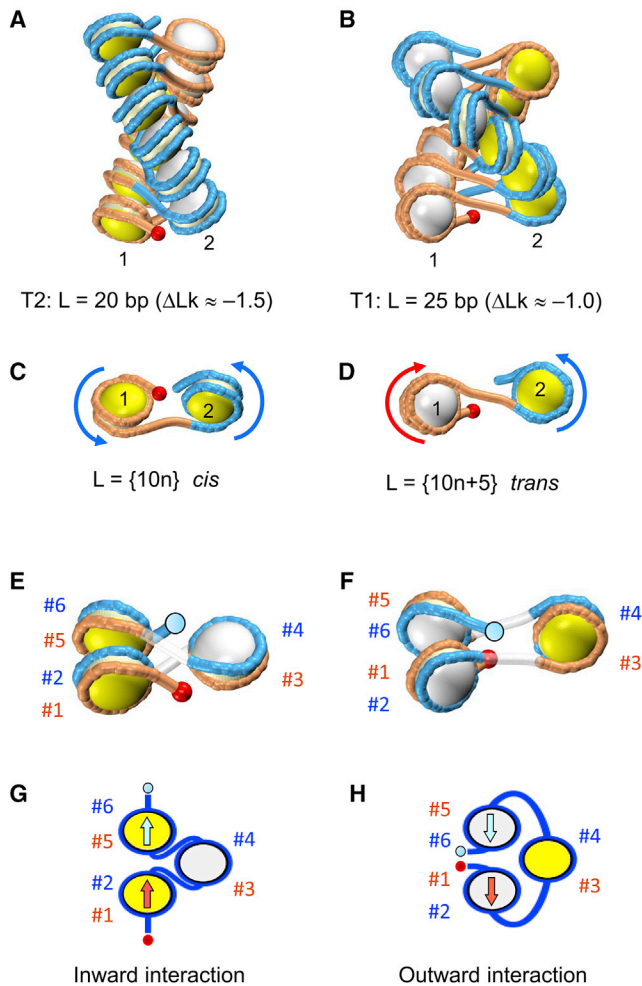 A
B
1
2
1
2
T2: L = 20 bp (ΔLk ≈ –1.5)
T1: L = 25 bp (ΔLk ≈ –1.0)
C
1
2
D
1
2
L = {10n} cis
L = {10n+5} trans
E
#6
#5
#2
#1
#4
#3
F
#5
#6
#1
#2
#4
#3
G
#6
#5
#2
#1
#4
#3
H
#5
#6
#1
#2
#4
#3
Inward interaction
Outward interaction